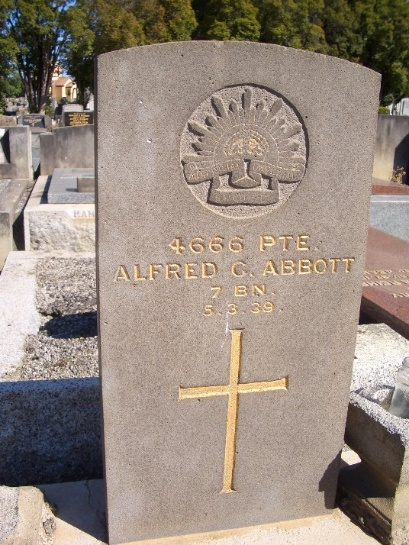 4666 PTE.
ALFRED C. ABBOTT
7 BN.
5.3.39.